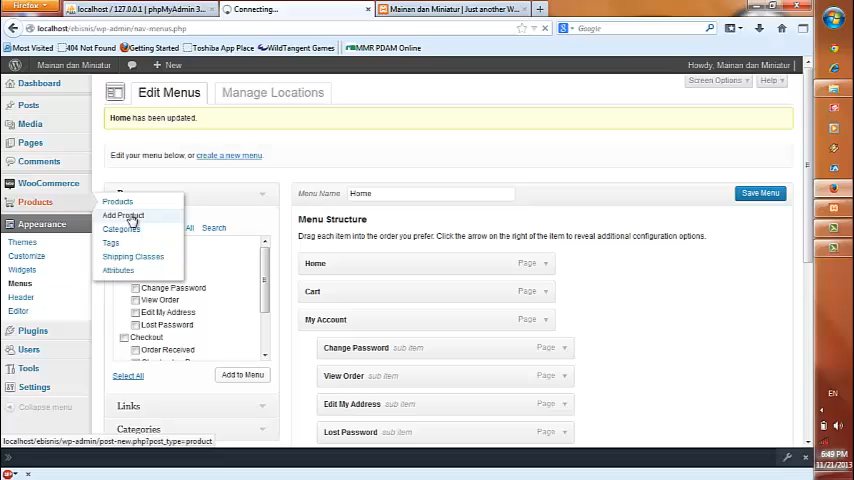 Firefox
localhost / 127.0.0.1 | phpMyAdmin 3...
Connecting...
Mainan dan Miniatur | Just another W...
localhost/ebisnis/wp-admin/nav-menus.php
Google
Most Visited
404 Not Found
Getting Started
Toshiba App Place
WildTangent Games
MMR PDAM Online
Mainan dan Miniatur
New
Howdy, Mainan dan Miniatur
Dashboard
Posts
Media
Pages
Comments
WooCommerce
Products
Appearance
Themes
Customize
Widgets
Menus
Header
Editor
Plugins
Users
Tools
Settings
Collapse menu
Products
Add Product
Categories
Tags
Shipping Classes
Attributes
Screen Options
Help
Edit Menus
Manage Locations
Home has been updated.
Edit your menu below, or create a new menu.
All
Search
Change Password
View Order
Edit My Address
Lost Password
Checkout
Order Received
Select All
Add to Menu
Links
Categories
Menu Name
Home
Save Menu
Menu Structure
Drag each item into the order you prefer. Click the arrow on the right of the item to reveal additional configuration options.
Home
Page
Cart
Page
My Account
Page
Change Password sub item
Page
View Order sub item
Page
Edit My Address sub item
Page
Lost Password sub item
Page
localhost/ebisnis/wp-admin/post-new.php?post_type=product
EN
6:49 PM
11/21/2013